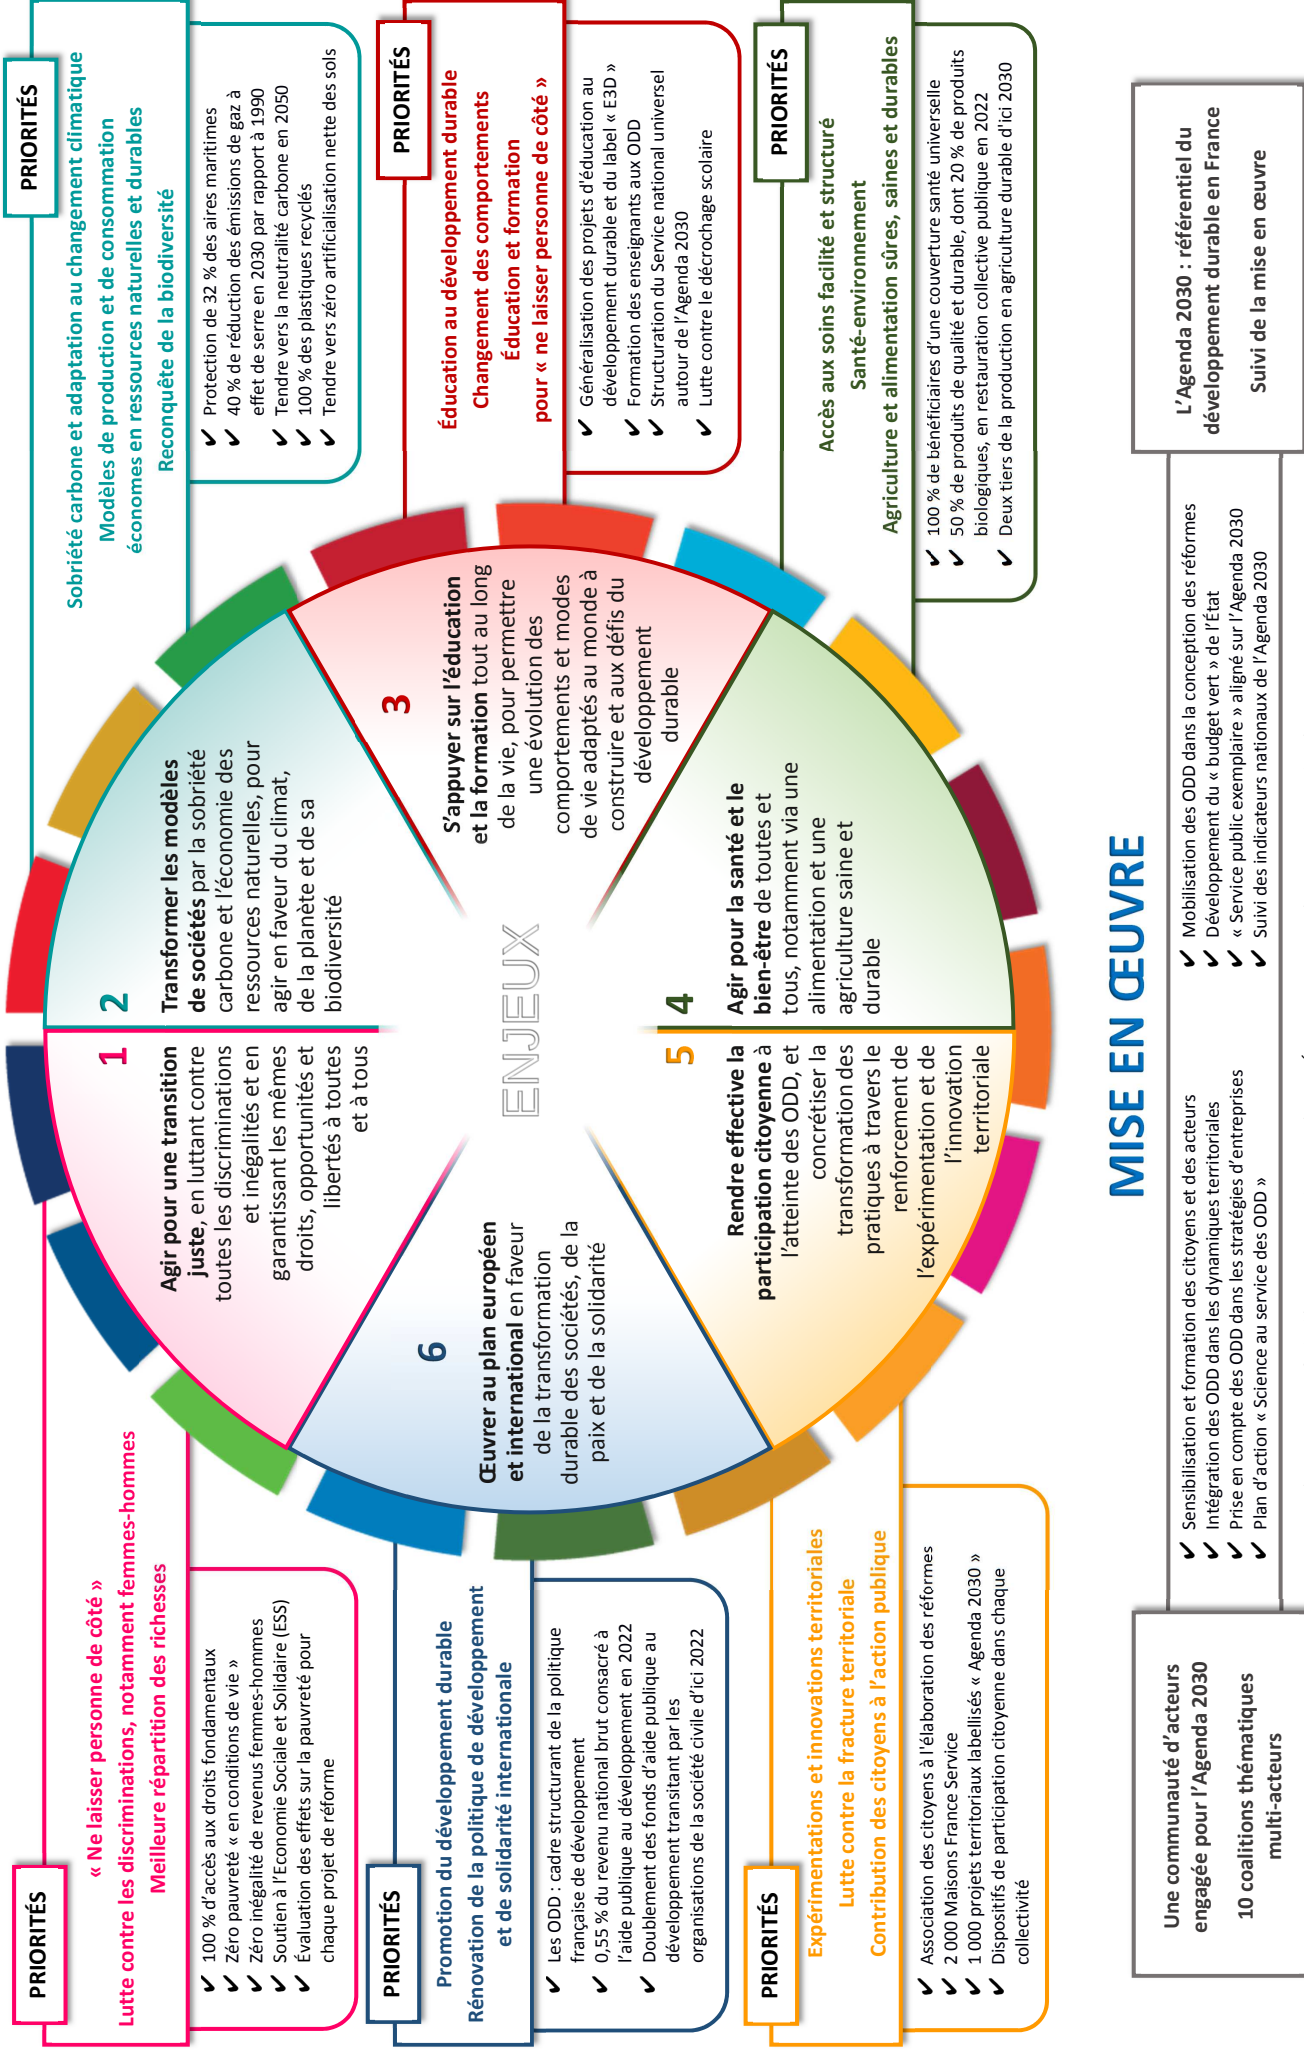 PRIORITÉS
« Ne laisser personne de côté »
Lutte contre les discriminations, notamment femmes-hommes
Meilleure répartition des richesses
✔ 100 % d'accès aux droits fondamentaux
✔ Zéro pauvreté « en conditions de vie »
✔ Zéro inégalité de revenus femmes-hommes
✔ Soutien à l'Economie Sociale et Solidaire (ESS)
✔ Évaluation des effets sur la pauvreté pour
chaque projet de réforme
PRIORITÉS
Promotion du développement durable
Rénovation de la politique de développement
et de solidarité internationale
✔ Les ODD : cadre structurant de la politique
française de développement
✔ 0,55 % du revenu national brut consacré à
l'aide publique au développement en 2022
✔ Doublement des fonds d'aide publique au
développement transitant par les
organisations de la société civile d'ici 2022
PRIORITÉS
Expérimentations et innovations territoriales
Lutte contre la fracture territoriale
Contribution des citoyens à l'action publique
✔ Association des citoyens à l'élaboration des réformes
✔ 2 000 Maisons France Service
✔ 1 000 projets territoriaux labellisés « Agenda 2030 »
✔ Dispositifs de participation citoyenne dans chaque
collectivité
1
Agir pour une transition
juste, en luttant contre
toutes les discriminations
et inégalités et en
garantissant les mêmes
droits, opportunités et
libertés à toutes
et à tous
2
Transformer les modèles
de sociétés par la sobriété
carbone et l'économie des
ressources naturelles, pour
agir en faveur du climat,
de la planète et de sa
biodiversité
3
S'appuyer sur l'éducation
et la formation tout au long
de la vie, pour permettre
une évolution des
comportements et modes
de vie adaptés au monde à
construire et aux défis du
développement
durable
ENJEUX
6
Œuvrer au plan européen
et international en faveur
de la transformation
durable des sociétés, de la
paix et de la solidarité
5
Rendre effective la
participation citoyenne à
l'atteinte des ODD, et
concrétiser la
transformation des
pratiques à travers le
renforcement de
l'expérimentation et de
l'innovation
territoriale
4
Agir pour la santé et le
bien-être de toutes et
tous, notamment via une
alimentation et une
agriculture saine et
durable
PRIORITÉS
Sobriété carbone et adaptation au changement climatique
Modèles de production et de consommation
économes en ressources naturelles et durables
Reconquête de la biodiversité
✔ Protection de 32 % des aires maritimes
✔ 40 % de réduction des émissions de gaz à
effet de serre en 2030 par rapport à 1990
✔ Tendre vers la neutralité carbone en 2050
✔ 100 % des plastiques recyclés
✔ Tendre vers zéro artificialisation nette des sols
PRIORITÉS
Éducation au développement durable
Changement des comportements
Éducation et formation
pour « ne laisser personne de côté »
✔ Généralisation des projets d'éducation au
développement durable et du label « E3D »
✔ Formation des enseignants aux ODD
✔ Structuration du Service national universel
autour de l'Agenda 2030
✔ Lutte contre le décrochage scolaire
PRIORITÉS
Accès aux soins facilité et structuré
Santé-environnement
Agriculture et alimentation sûres, saines et durables
✔ 100 % de bénéficiaires d'une couverture santé universelle
✔ 50 % de produits de qualité et durable, dont 20 % de produits
biologiques, en restauration collective publique en 2022
✔ Deux tiers de la production en agriculture durable d'ici 2030
MISE EN ŒUVRE
Une communauté d'acteurs
engagée pour l'Agenda 2030
10 coalitions thématiques
multi-acteurs
✔ Sensibilisation et formation des citoyens et des acteurs
✔ Intégration des ODD dans les dynamiques territoriales
✔ Prise en compte des ODD dans les stratégies d'entreprises
✔ Plan d'action « Science au service des ODD »
✔ Mobilisation des ODD dans la conception des réformes
✔ Développement du « budget vert » de l'État
✔ « Service public exemplaire » aligné sur l'Agenda 2030
✔ Suivi des indicateurs nationaux de l'Agenda 2030
L'Agenda 2030 : référentiel du
développement durable en France
Suivi de la mise en œuvre